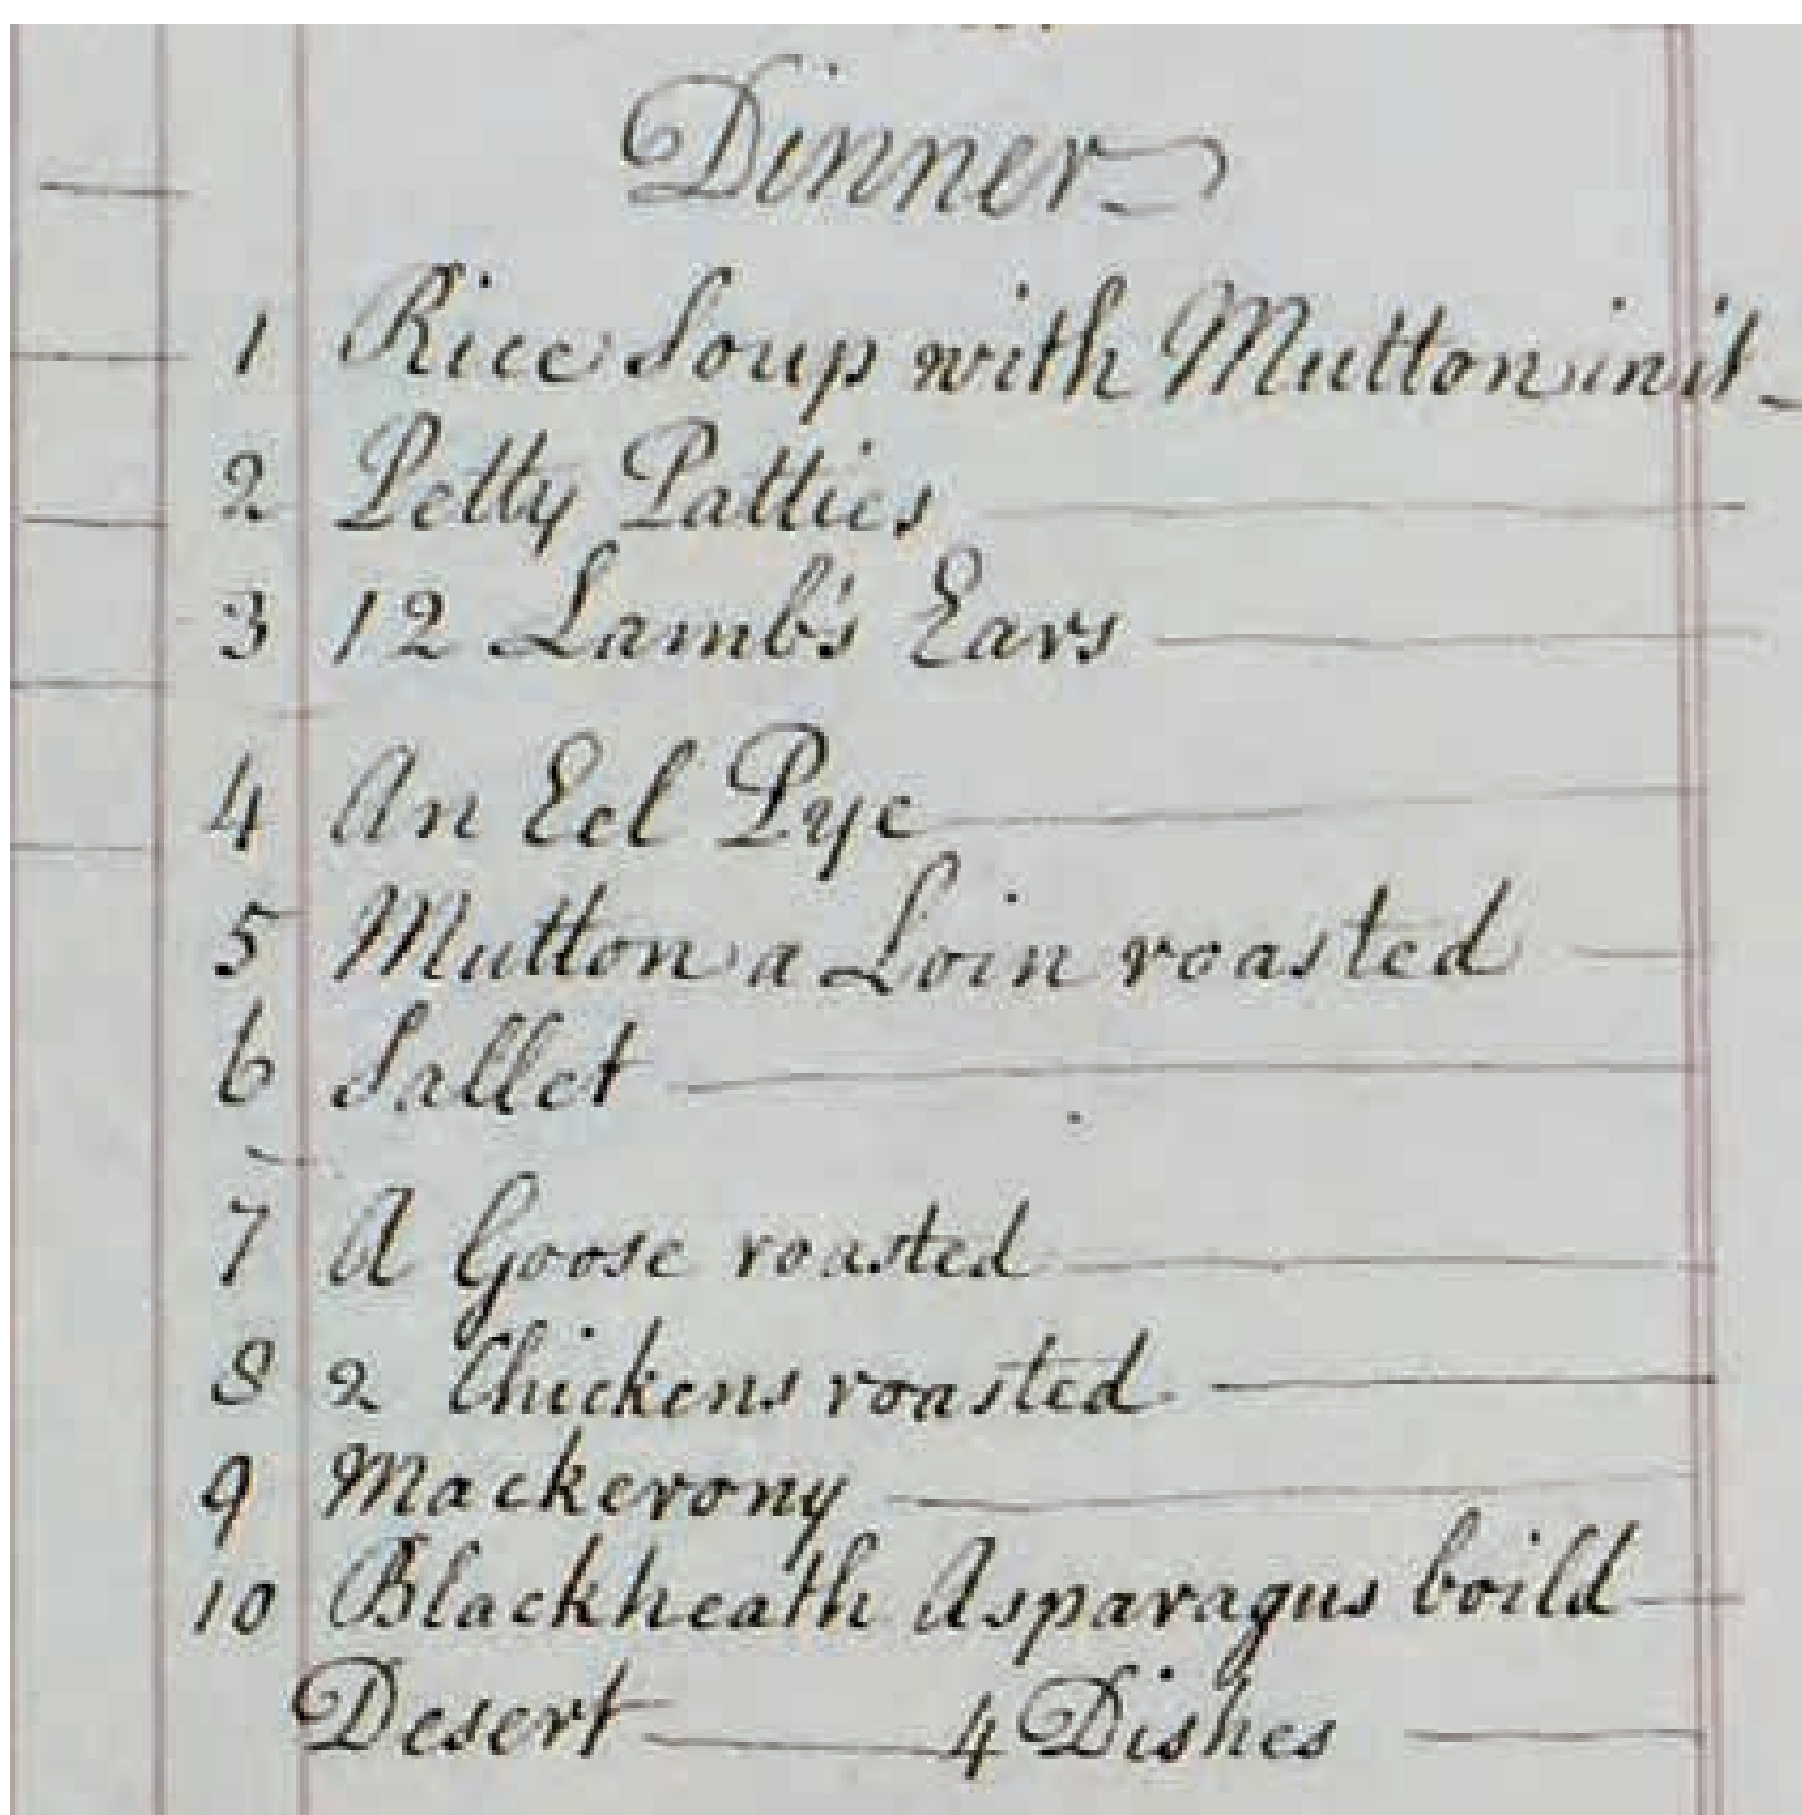 Dinner
1 Rice Soup with Mutton in it
2 Petty Patties
3 12 Lamb's Ears
4 An Eel Pye
5 Mutton a Loin roasted
6 Sallet
7 A Goose roasted
8 2 Chickens roasted
9 Mackerony
10 Blackheath Asparagus boild
Desert 4 Dishes